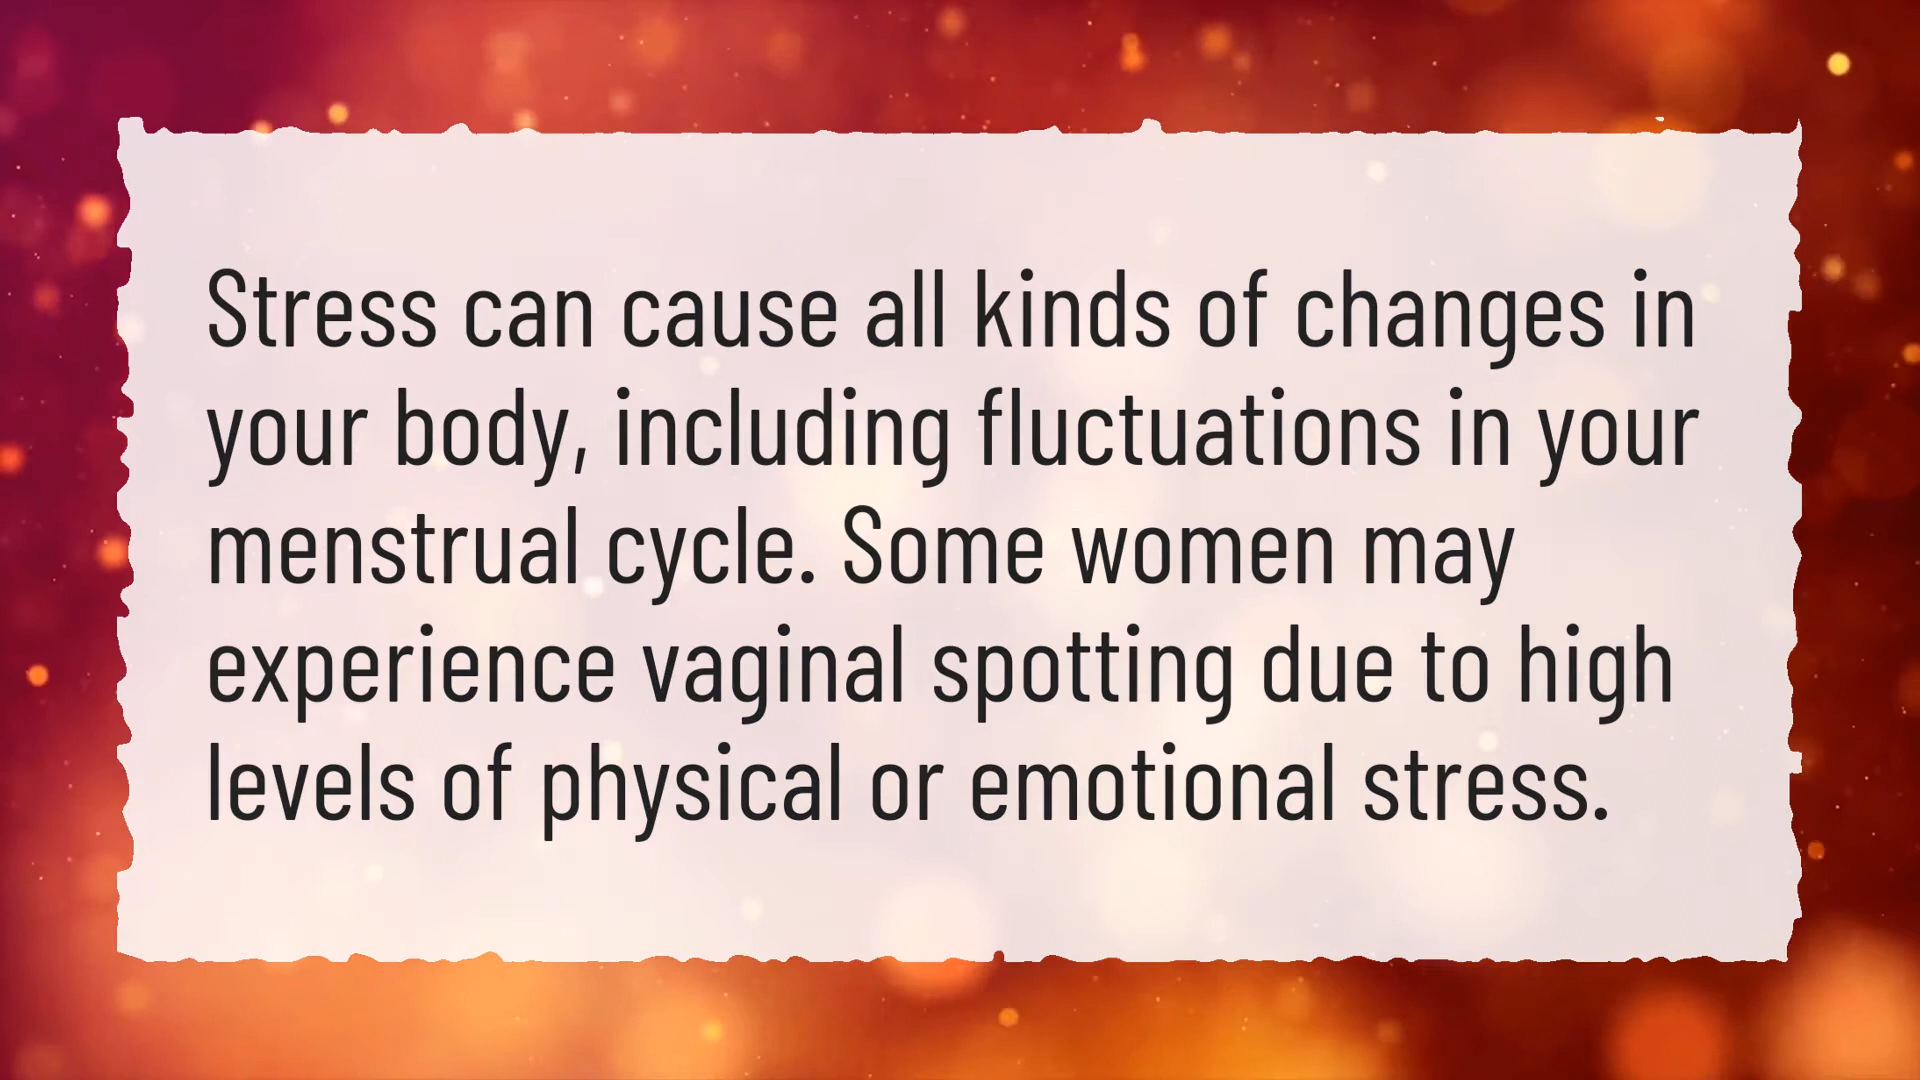 Stress can cause all kinds of changes in
your body, including fluctuations in your
menstrual cycle. Some women may
experience vaginal spotting due to high
levels of physical or emotional stress.